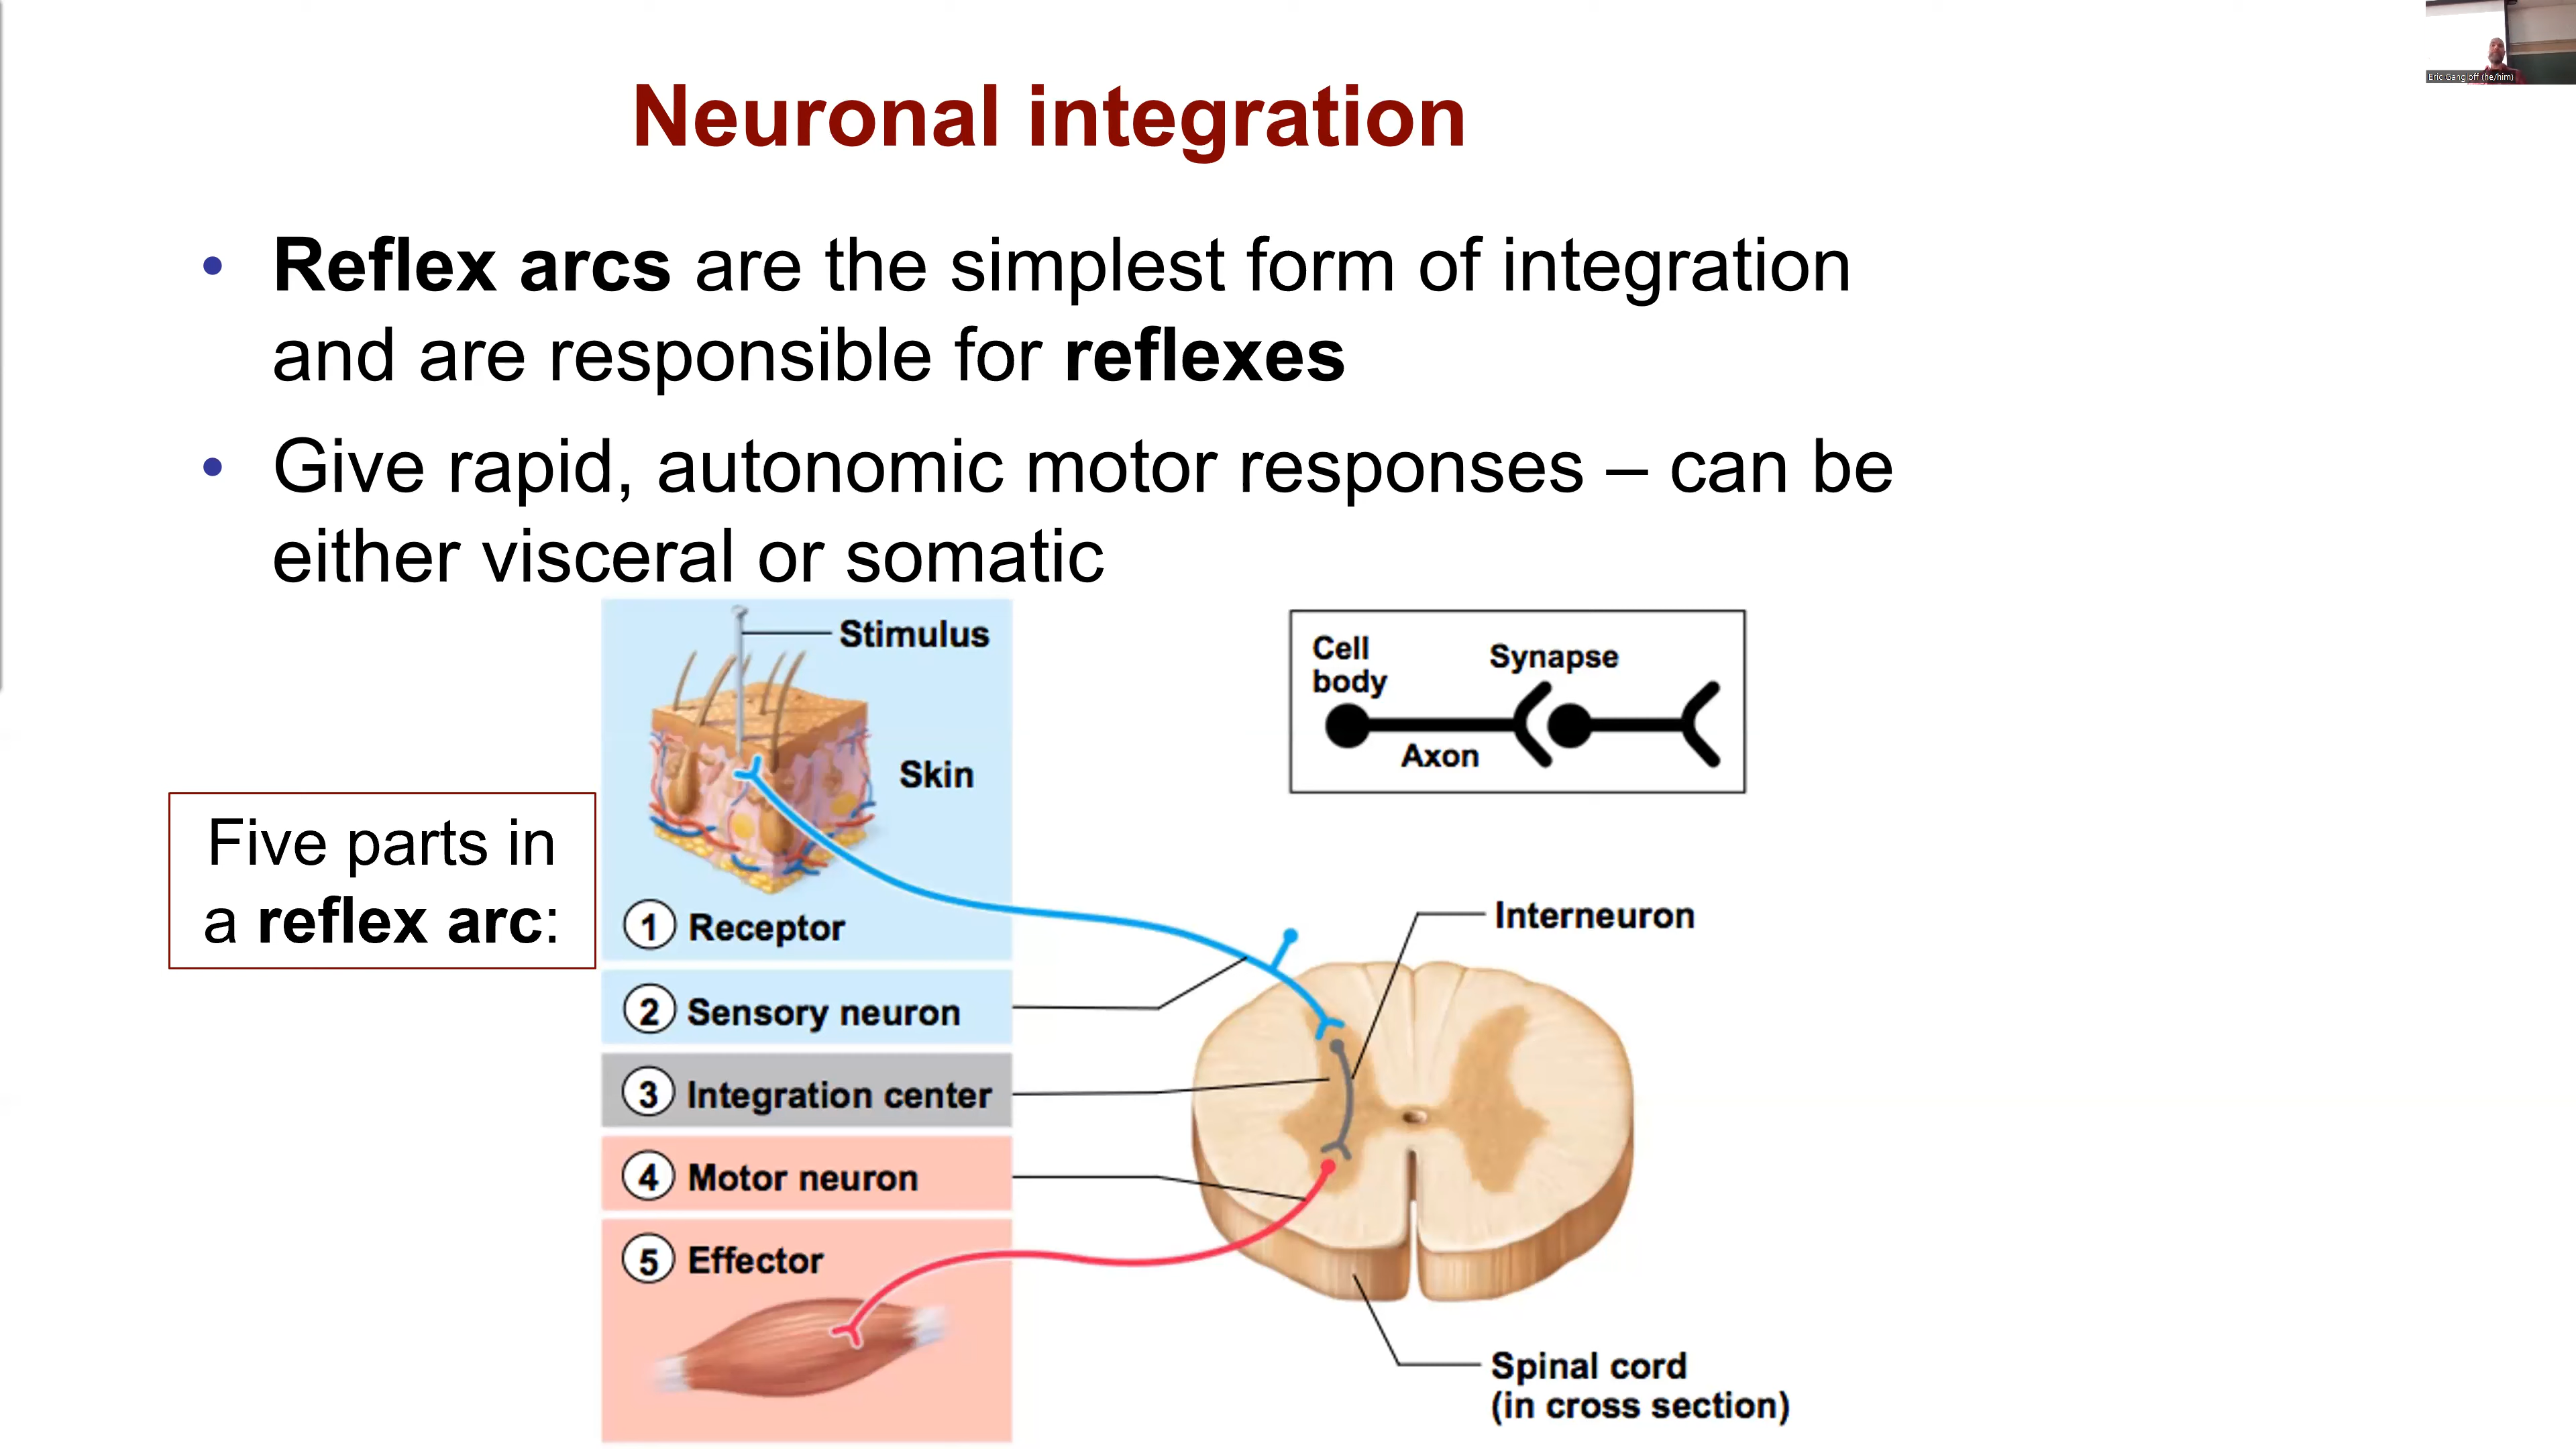 Eric Gangloff (he/him)
Neuronal integration
• Reflex arcs are the simplest form of integration
and are responsible for reflexes
• Give rapid, autonomic motor responses – can be
either visceral or somatic
Stimulus
Skin
Cell
body
Synapse
Axon
Five parts in
a reflex arc:
1 Receptor
2 Sensory neuron
3 Integration center
4 Motor neuron
5 Effector
Interneuron
Spinal cord
(in cross section)